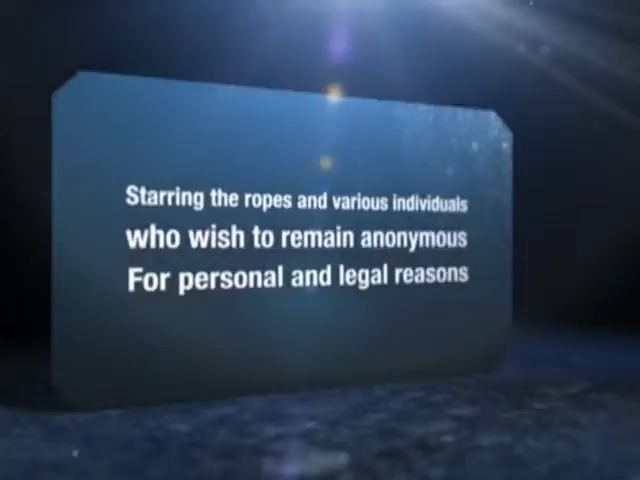 Starring the ropes and various individuals
who wish to remain anonymous
For personal and legal reasons